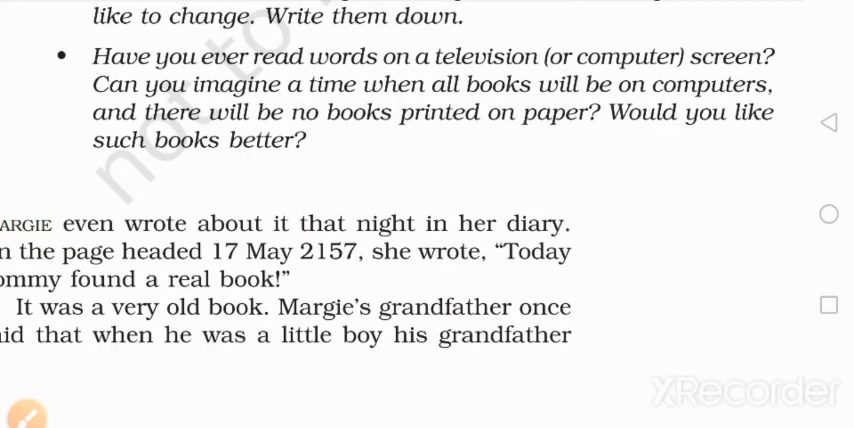 like to change. Write them down.
• Have you ever read words on a television (or computer) screen?
Can you imagine a time when all books will be on computers,
and there will be no books printed on paper? Would you like
such books better?
not to
ARGIE even wrote about it that night in her diary.
n the page headed 17 May 2157, she wrote, “Today
ommy found a real book!”
It was a very old book. Margie’s grandfather once
aid that when he was a little boy his grandfather
XRecorder